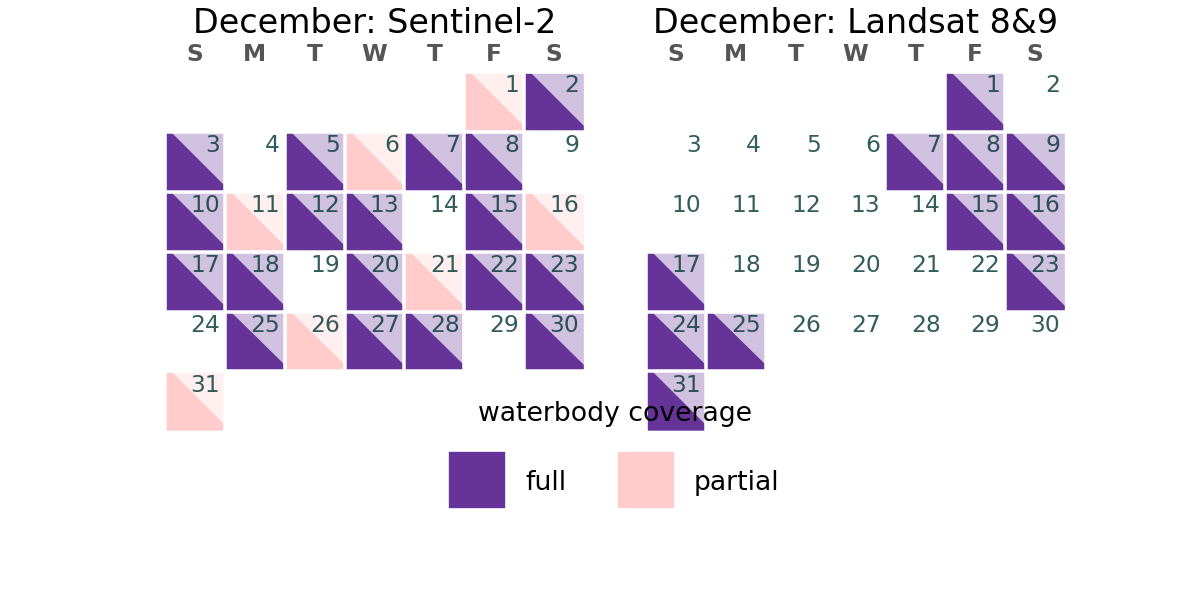 December: Sentinel-2
S M T W T F S
1 2
3 4 5 6 7 8 9
10 11 12 13 14 15 16
17 18 19 20 21 22 23
24 25 26 27 28 29 30
31
December: Landsat 8&9
S M T W T F S
1 2
3 4 5 6 7 8 9
10 11 12 13 14 15 16
17 18 19 20 21 22 23
24 25 26 27 28 29 30
31
waterbody coverage
full partial